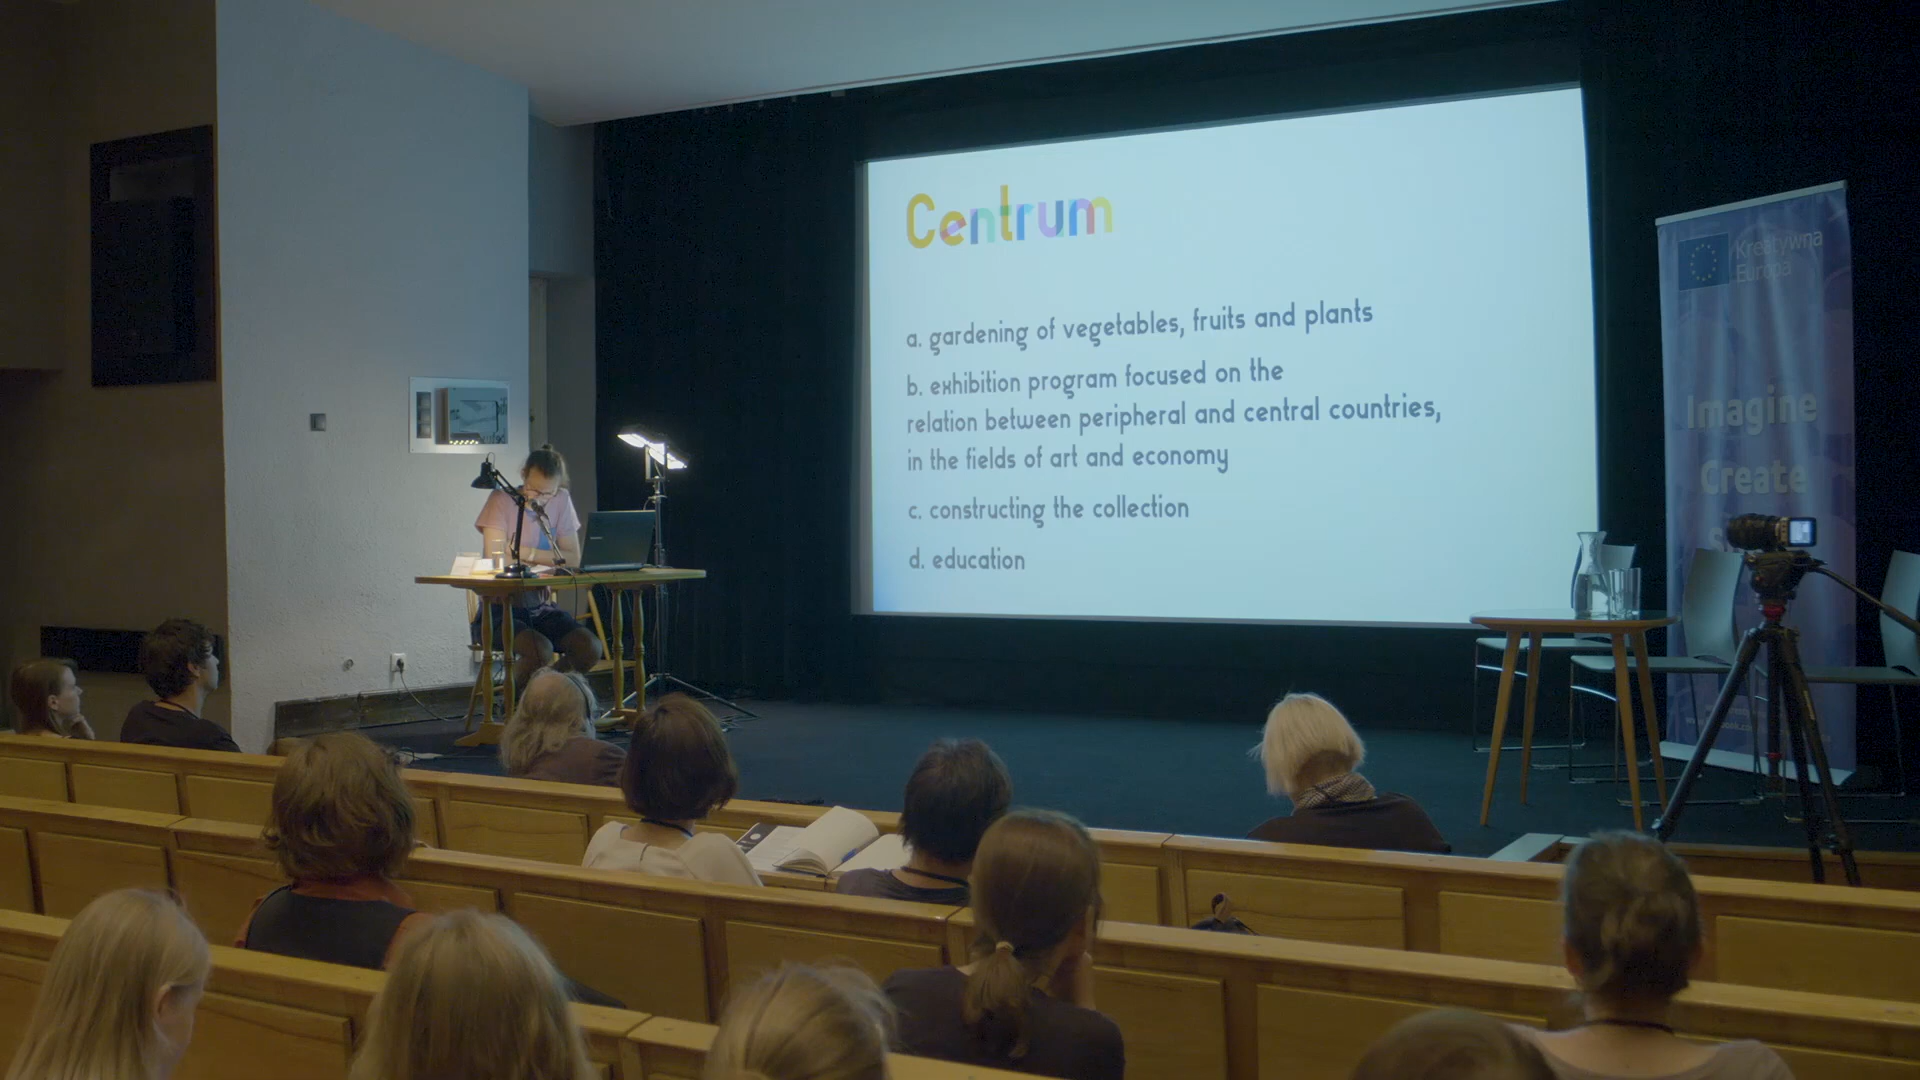 Centrum
a. gardening of vegetables, fruits and plants
b. exhibition program focused on the
relation between peripheral and central countries,
in the fields of art and economy
c. constructing the collection
d. education
Kreatywna
Europa
Imagine
Create